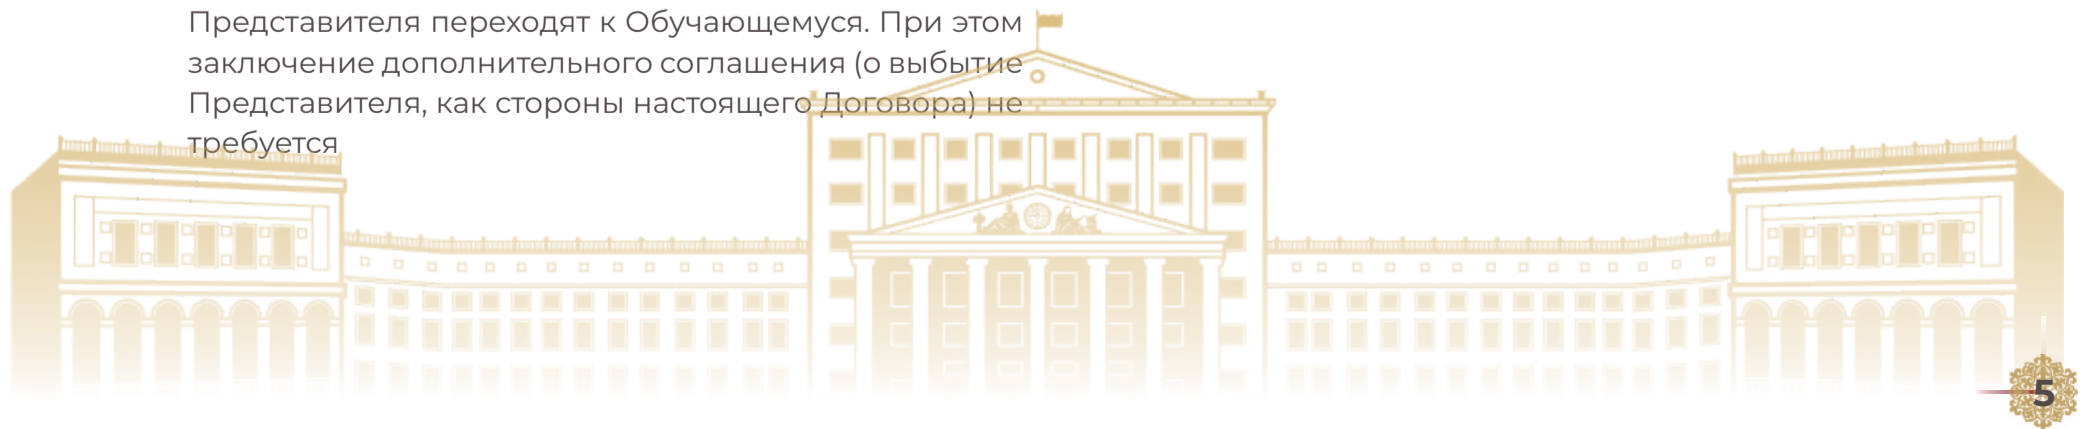 Представителя переходят к Обучающемуся. При этом
заключение дополнительного соглашения (о выбытие
Представителя, как стороны настоящего Договора) не
требуется
5